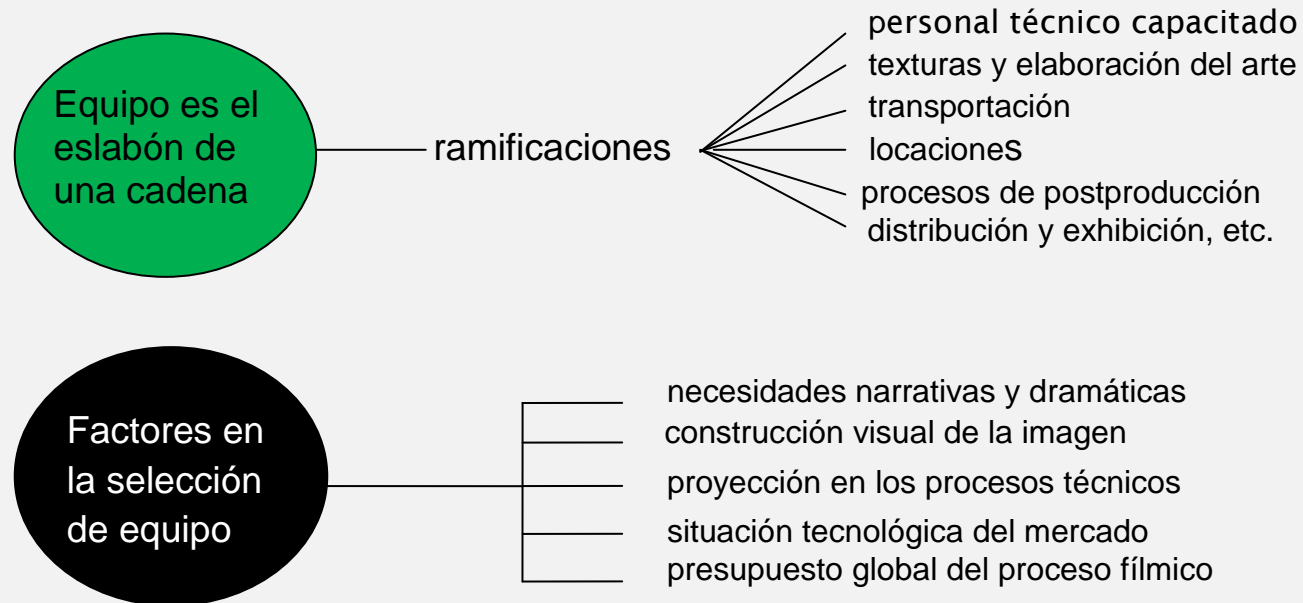 Equipo es el
eslabón de
una cadena
ramificaciones
personal técnico capacitado
texturas y elaboración del arte
transportación
locaciones
procesos de postproducción
distribución y exhibición, etc.
Factores en
la selección
de equipo
necesidades narrativas y dramáticas
construcción visual de la imagen
proyección en los procesos técnicos
situación tecnológica del mercado
presupuesto global del proceso fílmico